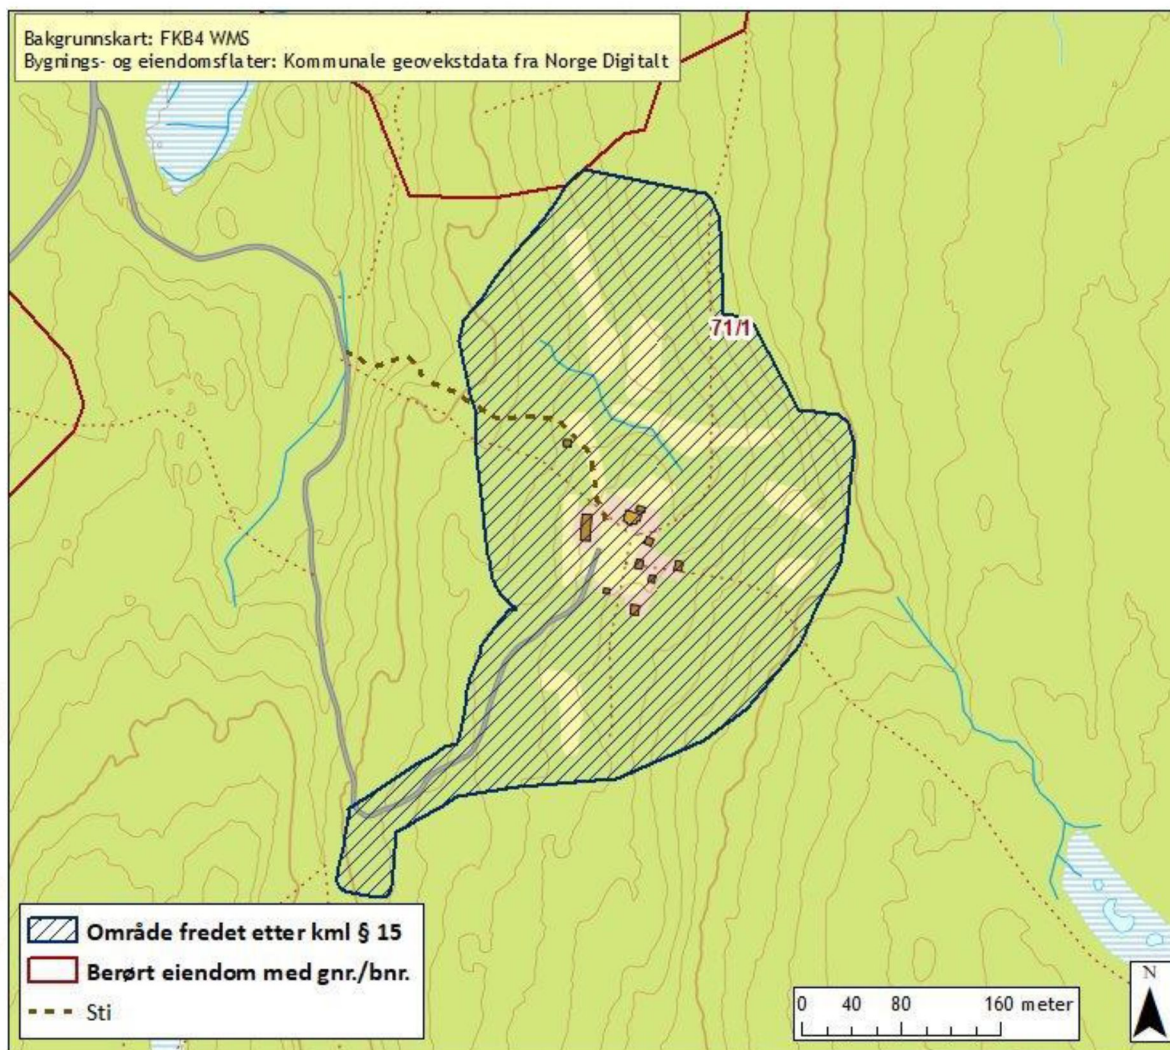 Bakgrunnskart: FKB4 WMS
Bygnings- og eiendomsflater: Kommunale geovekstdata fra Norge Digitalt
71/1
Område fredet etter kml § 15
Berørt eiendom med gnr./bnr.
Sti
0 40 80 160 meter
N